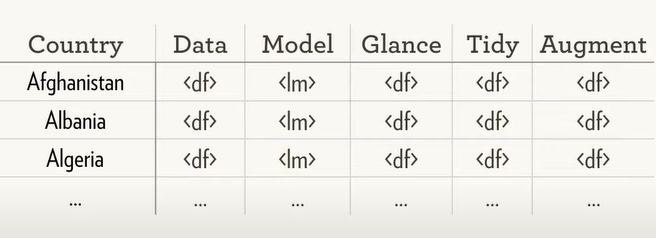 Country Data Model Glance Tidy Augment
Afghanistan <df> <lm> <df> <df> <df>
Albania <df> <lm> <df> <df> <df>
Algeria <df> <lm> <df> <df> <df>
... ... ... ... ... ...